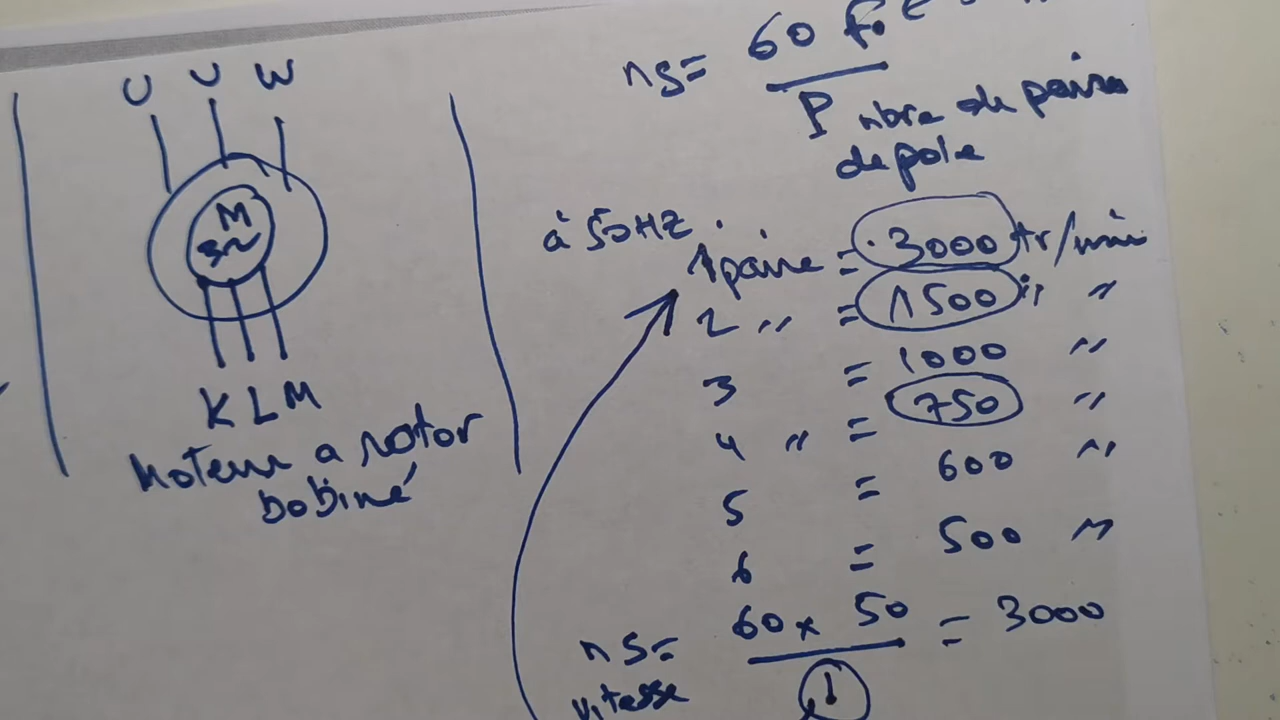 U V W
M
3~
K L M
Moteur a rotor
bobiné
ns= 60 f
P nbre de paires
de pole
à 50HZ.
1 paire = 3000 tr/min
2 " = 1500 " "
3 = 1000 "
4 " = 750 "
5 = 600 "
6 = 500 "
ns= 60 x 50 = 3000
1
vitesse